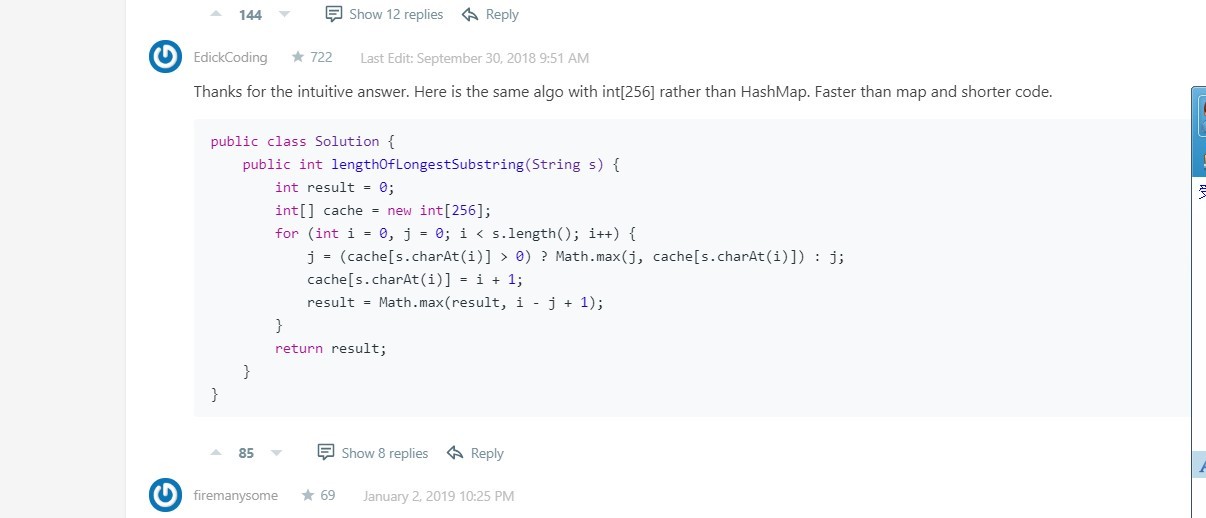 144 Show 12 replies Reply
EdickCoding 722 Last Edit: September 30, 2018 9:51 AM
Thanks for the intuitive answer. Here is the same algo with int[256] rather than HashMap. Faster than map and shorter code.
public class Solution {
    public int lengthOfLongestSubstring(String s) {
        int result = 0;
        int[] cache = new int[256];
        for (int i = 0, j = 0; i < s.length(); i++) {
            j = (cache[s.charAt(i)] > 0) ? Math.max(j, cache[s.charAt(i)]) : j;
            cache[s.charAt(i)] = i + 1;
            result = Math.max(result, i - j + 1);
        }
        return result;
    }
}
85 Show 8 replies Reply
firemanysome 69 January 2, 2019 10:25 PM